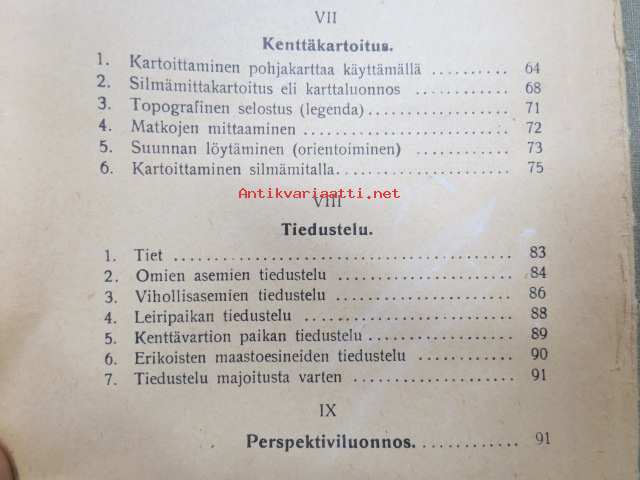 VII
Kenttäkartoitus.
1. Kartoittaminen pohjakarttaa käyttämällä .......... 64
2. Silmämittakartoitus eli karttaluonnos .......... 68
3. Topografinen selostus (legenda) .......... 71
4. Matkojen mittaaminen .......... 72
5. Suunnan löytäminen (orientoiminen) .......... 73
6. Kartoittaminen silmämitalla .......... 75
Antikvariaatti.net
VIII
Tiedustelu.
1. Tiet .......... 83
2. Omien asemien tiedustelu .......... 84
3. Vihollisasemien tiedustelu .......... 86
4. Leiripaikan tiedustelu .......... 88
5. Kenttävartion paikan tiedustelu .......... 89
6. Erikoisten maastoesineiden tiedustelu .......... 90
7. Tiedustelu majoitusta varten .......... 91
IX
Perspektiviluonnos. .......... 91